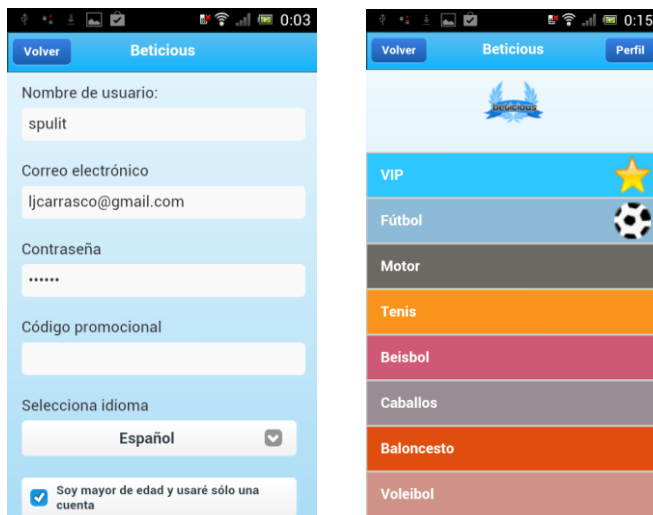 0:03
Volver
Beticious
Nombre de usuario:
spulit
Correo electrónico
ljcarrasco@gmail.com
Contraseña
••••••
Código promocional
Selecciona idioma
Español
Soy mayor de edad y usaré sólo una
cuenta
0:15
Volver
Beticious
Perfil
beticious
VIP
Fútbol
Motor
Tenis
Beisbol
Caballos
Baloncesto
Voleibol